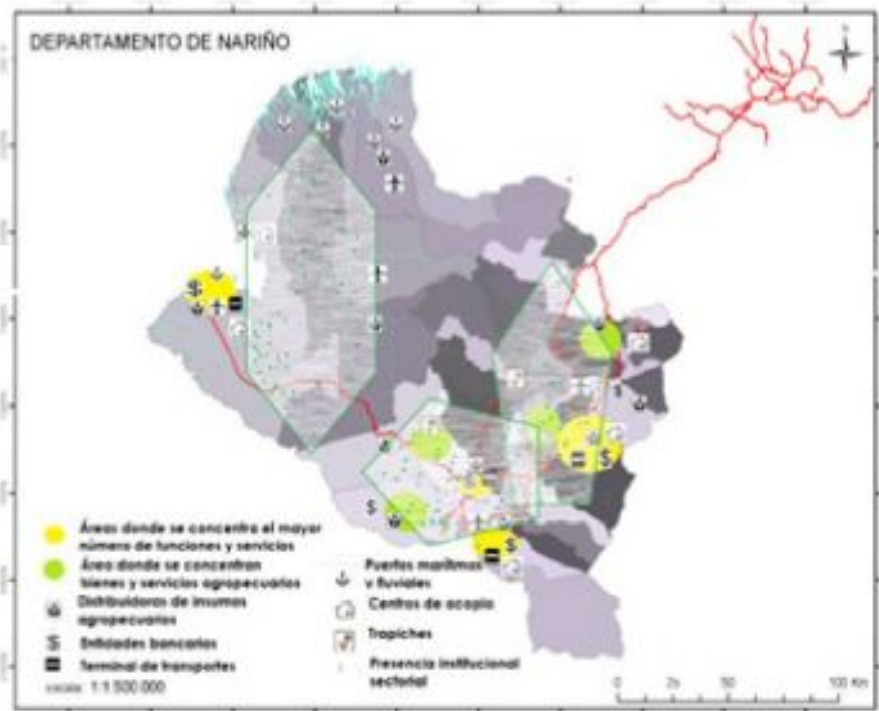 DEPARTAMENTO DE NARIÑO
Áreas donde se concentra el mayor
número de funciones y servicios
Área donde se concentran
bienes y servicios agropecuarios
Distribuidoras de insumos
agropecuarios
$ Entidades bancarias
Terminal de transportes
1:1.500.000
Puertos marítimos
y fluviales
Centros de acopio
Trapiches
Presencia institucional
sectorial
0 25 50 100 Km